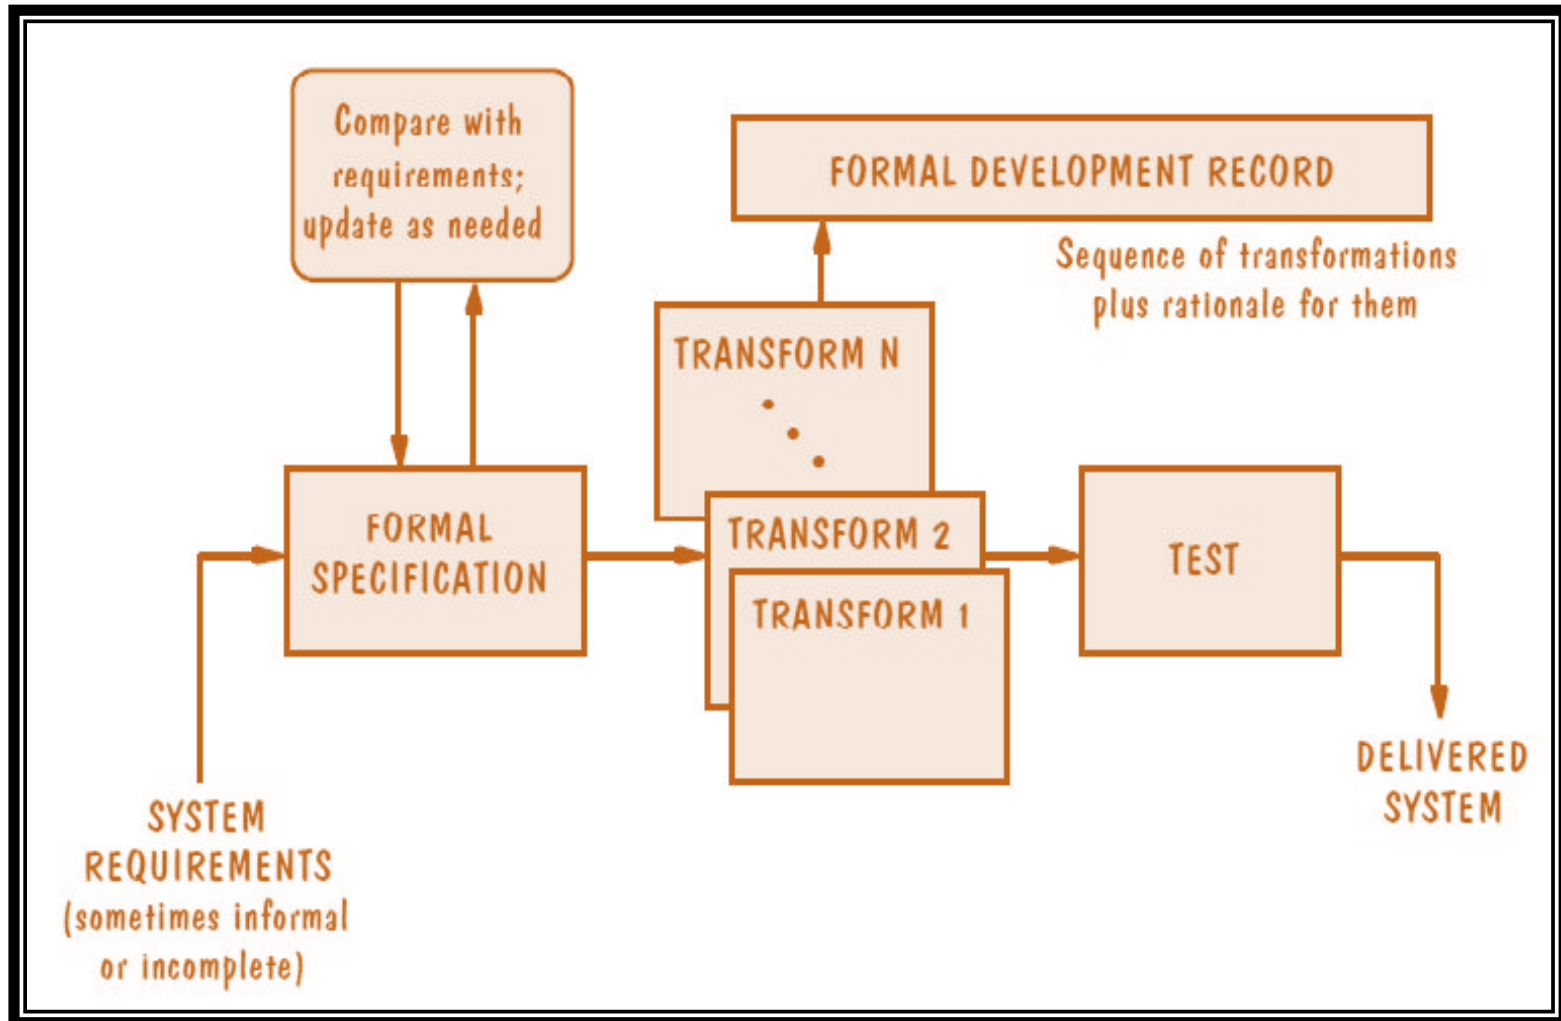 Compare with
requirements;
update as needed
FORMAL DEVELOPMENT RECORD
Sequence of transformations
plus rationale for them
TRANSFORM N
FORMAL
SPECIFICATION
TRANSFORM 2
TRANSFORM 1
TEST
SYSTEM
REQUIREMENTS
(sometimes informal
or incomplete)
DELIVERED
SYSTEM